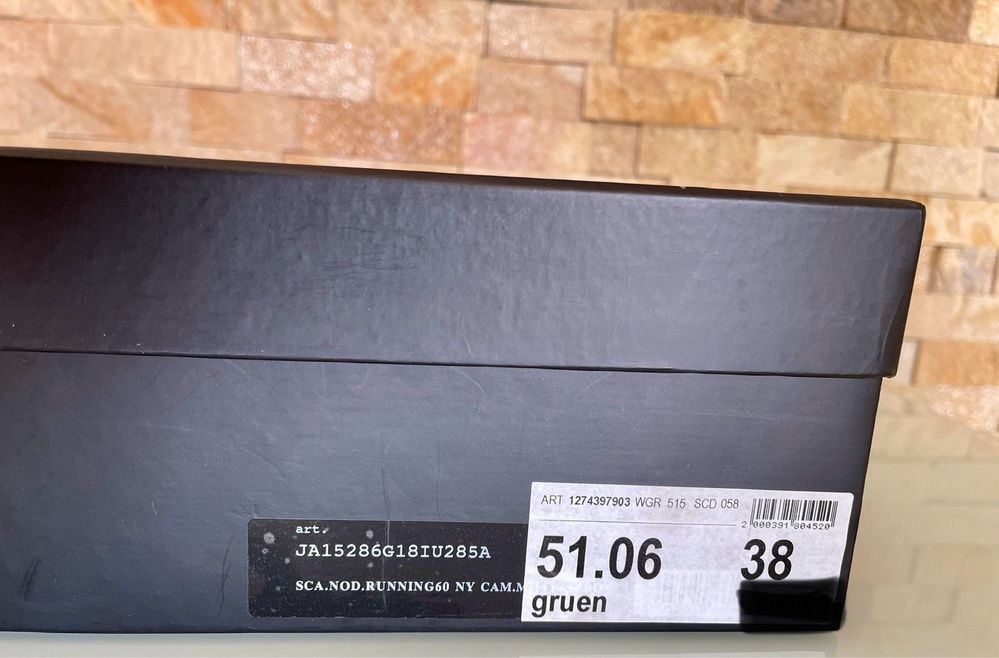 art.
JA15286G18IU285A
SCA.NOD.RUNNING60 NY CAM.M
ART 1274397903 WGR 515 SCD 058
2 000391 804520
51.06 38
gruen